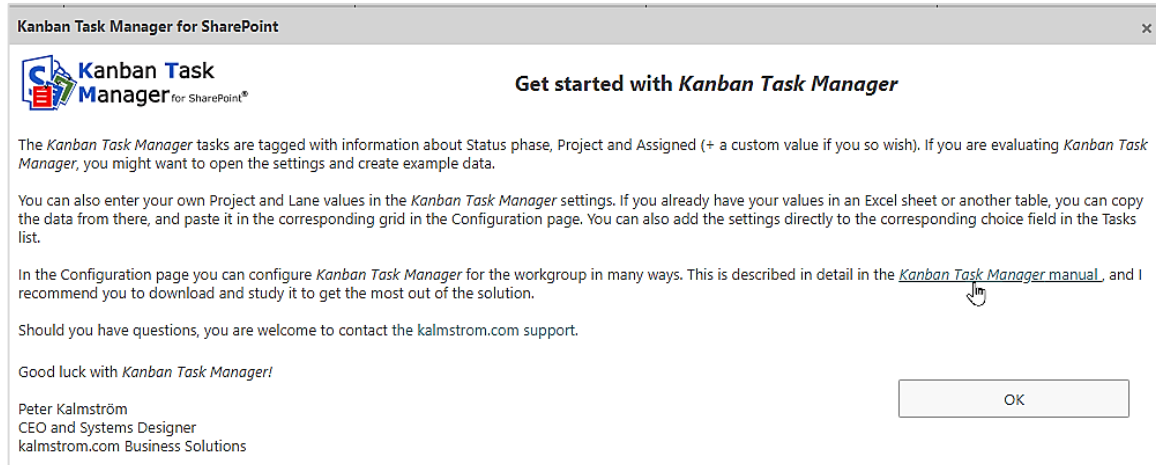 Kanban Task Manager for SharePoint
×
Kanban Task
Manager for SharePoint®
Get started with Kanban Task Manager
The Kanban Task Manager tasks are tagged with information about Status phase, Project and Assigned (+ a custom value if you so wish). If you are evaluating Kanban Task
Manager, you might want to open the settings and create example data.
You can also enter your own Project and Lane values in the Kanban Task Manager settings. If you already have your values in an Excel sheet or another table, you can copy
the data from there, and paste it in the corresponding grid in the Configuration page. You can also add the settings directly to the corresponding choice field in the Tasks
list.
In the Configuration page you can configure Kanban Task Manager for the workgroup in many ways. This is described in detail in the Kanban Task Manager manual , and I
recommend you to download and study it to get the most out of the solution.
Should you have questions, you are welcome to contact the kalmstrom.com support.
Good luck with Kanban Task Manager!
OK
Peter Kalmström
CEO and Systems Designer
kalmstrom.com Business Solutions